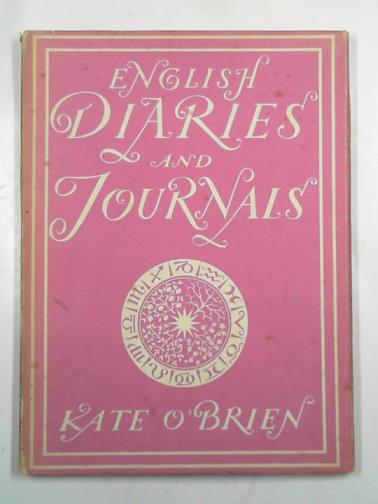 ENGLISH
DIARIES
AND
JOURNALS
KATE O'BRIEN